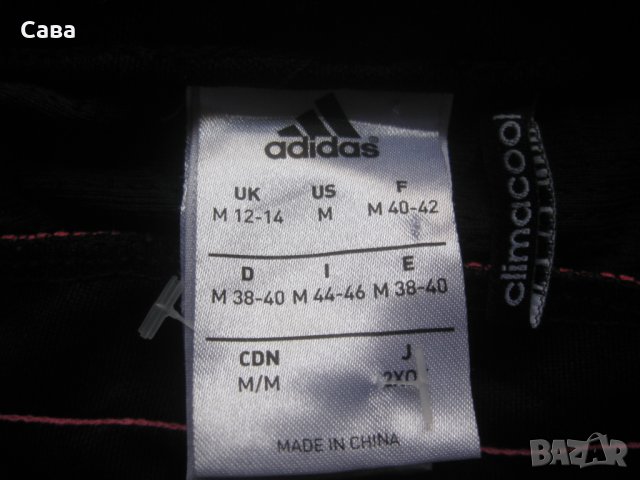 Сава
adidas
UK US F
M 12-14 M M 40-42
D I E
M 38-40 M 44-46 M 38-40
CDN J
M/M
MADE IN CHINA
climacool
BAZAR